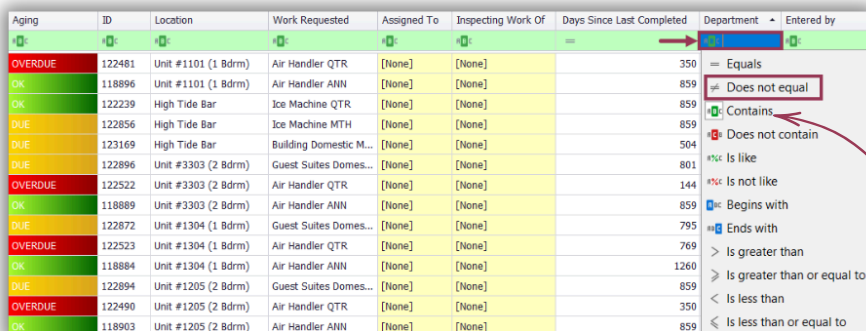 Aging ID Location Work Requested Assigned To Inspecting Work Of Days Since Last Completed Department Entered by
= Equals
OVERDUE 122481 Unit #1101 (1 Bdrm) Air Handler QTR [None] [None] 350
≠ Does not equal
OK 118896 Unit #1101 (1 Bdrm) Air Handler ANN [None] [None] 859
OK 122239 High Tide Bar Ice Machine QTR [None] [None] 859
Contains
DUE 122856 High Tide Bar Ice Machine MTH [None] [None] 859
Does not contain
DUE 123169 High Tide Bar Building Domestic M... [None] [None] 504
Is like
DUE 122896 Unit #3303 (2 Bdrm) Guest Suites Domes... [None] [None] 801
Is not like
OVERDUE 122522 Unit #3303 (2 Bdrm) Air Handler QTR [None] [None] 144
Begins with
OK 118889 Unit #3303 (2 Bdrm) Air Handler ANN [None] [None] 859
Ends with
DUE 122872 Unit #1304 (1 Bdrm) Guest Suites Domes... [None] [None] 795
> Is greater than
OVERDUE 122523 Unit #1304 (1 Bdrm) Air Handler QTR [None] [None] 769
OK 118884 Unit #1304 (1 Bdrm) Air Handler ANN [None] [None] 1260
≥ Is greater than or equal to
DUE 122894 Unit #1205 (2 Bdrm) Guest Suites Domes... [None] [None] 859
< Is less than
OVERDUE 122490 Unit #1205 (2 Bdrm) Air Handler QTR [None] [None] 350
≤ Is less than or equal to
OK 118903 Unit #1205 (2 Bdrm) Air Handler ANN [None] [None] 859